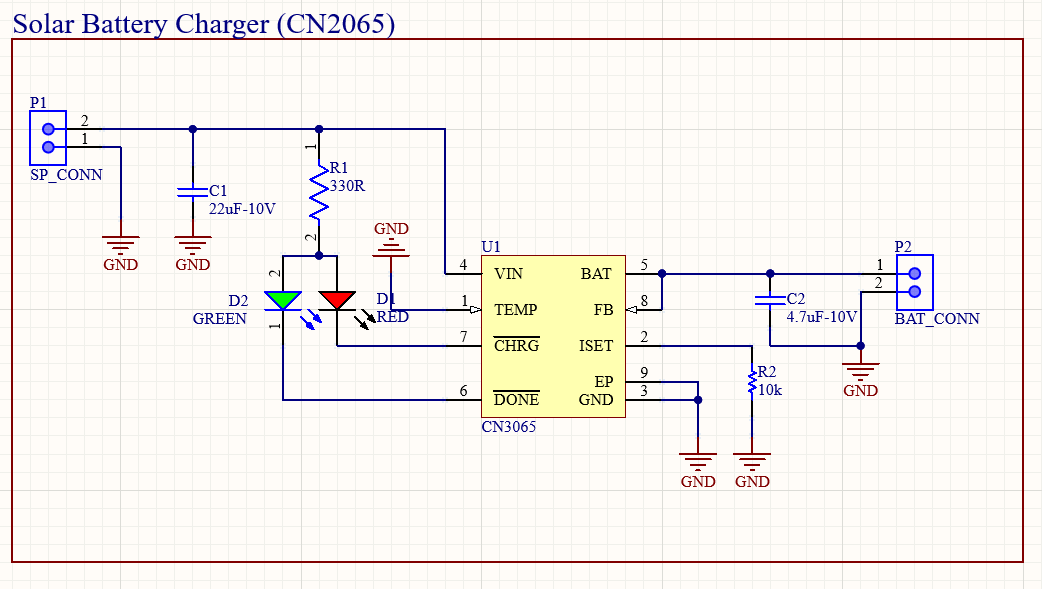 Solar Battery Charger (CN2065)
P1
2
1
SP_CONN
GND
C1
22uF-10V
GND
1
R1
330R
2
GND
2
D2
GREEN
1
D1
RED
U1
4
VIN
1
TEMP
7
CHRG
6
DONE
BAT
5
FB
8
ISET
2
EP
9
GND
3
CN3065
GND
R2
10k
GND
C2
4.7uF-10V
P2
1
2
BAT_CONN
GND